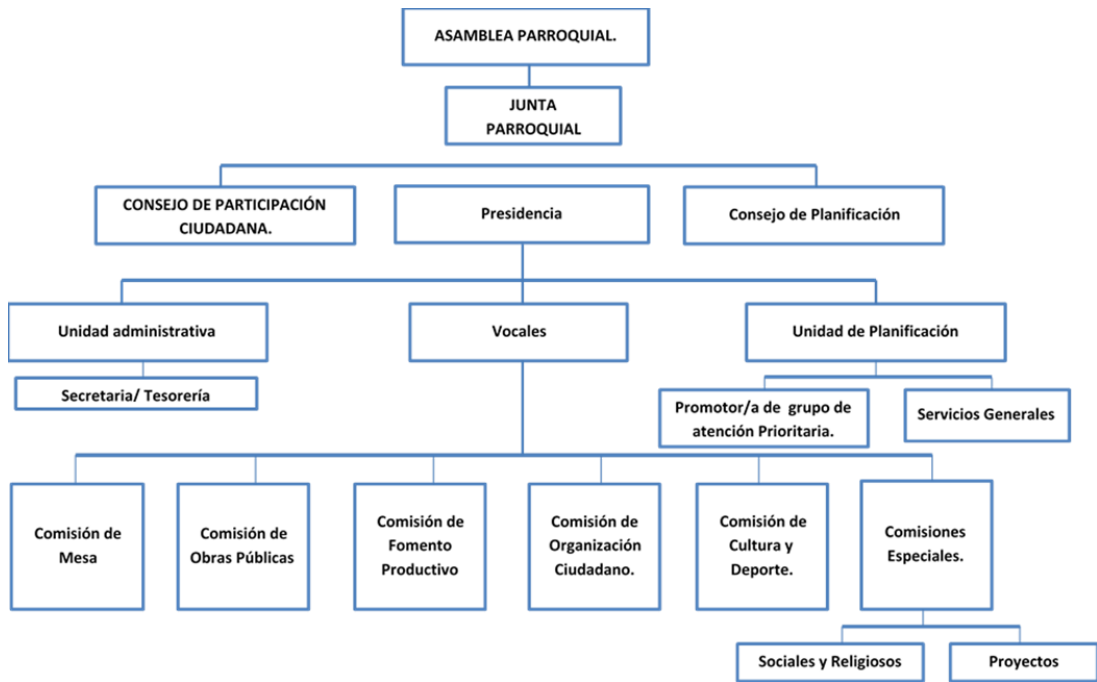 ASAMBLEA PARROQUIAL.
JUNTA
PARROQUIAL
CONSEJO DE PARTICIPACIÓN
CIUDADANA.
Presidencia
Consejo de Planificación
Unidad administrativa
Vocales
Unidad de Planificación
Secretaria/ Tesorería
Promotor/a de grupo de
atención Prioritaria.
Servicios Generales
Comisión de
Mesa
Comisión de
Obras Públicas
Comisión de
Fomento
Productivo
Comisión de
Organización
Ciudadano.
Comisión de
Cultura y
Deporte.
Comisiones
Especiales.
Sociales y Religiosos
Proyectos